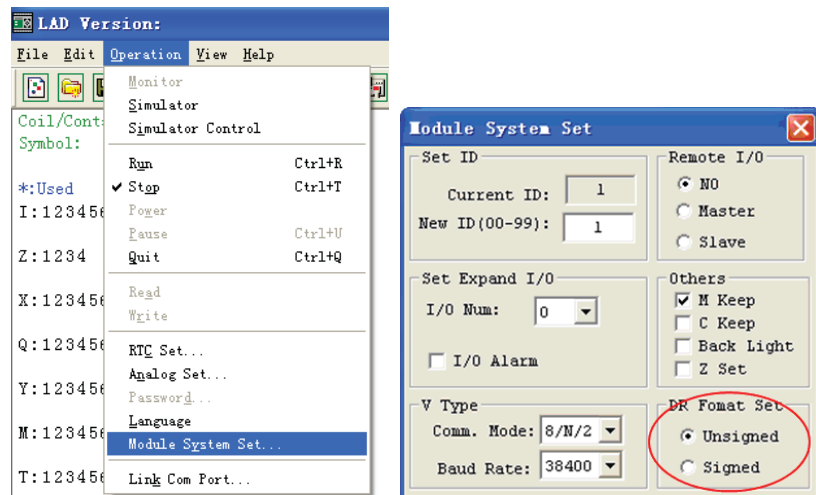 LAD Version:
File Edit Operation View Help
Monitor
Simulator
Simulator Control
Run Ctrl+R
Stop Ctrl+T
Power
Pause Ctrl+U
Quit Ctrl+Q
Read
Write
RTC Set...
Analog Set...
Password...
Language
Module System Set...
Link Com Port...
Coil/Cont
Symbol:
*:Used
I:123456
Z:1234
X:123456
Q:123456
Y:123456
M:123456
T:123456
Module System Set
Set ID
Current ID: 1
New ID(00-99): 1
Remote I/O
NO
Master
Slave
Set Expand I/O
I/O Num: 0
I/O Alarm
Others
M Keep
C Keep
Back Light
Z Set
V Type
Comm. Mode: 8/N/2
Baud Rate: 38400
DR Fomat Set
Unsigned
Signed